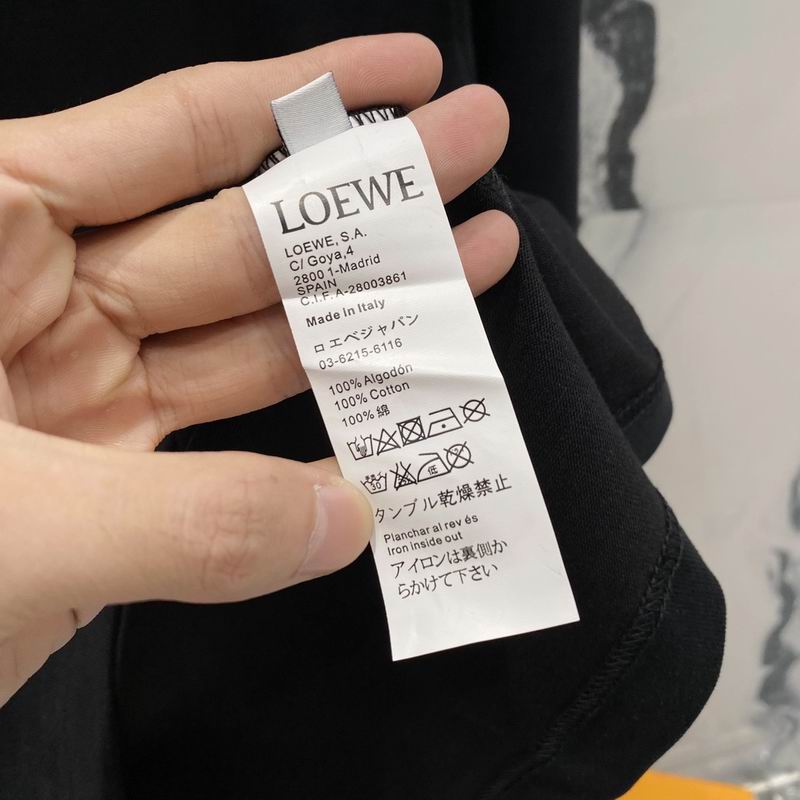 LOEWE
LOEWE, S.A.
C/ Goya,4
2800 1-Madrid
SPAIN
C.I.F.A-28003861
Made in Italy
ロエベジャパン
03-6215-6116
100% Algodón
100% Cotton
100% 綿
30 低
タンブル乾燥禁止
Planchar al rev és
Iron inside out
アイロンは裏側か
らかけて下さい